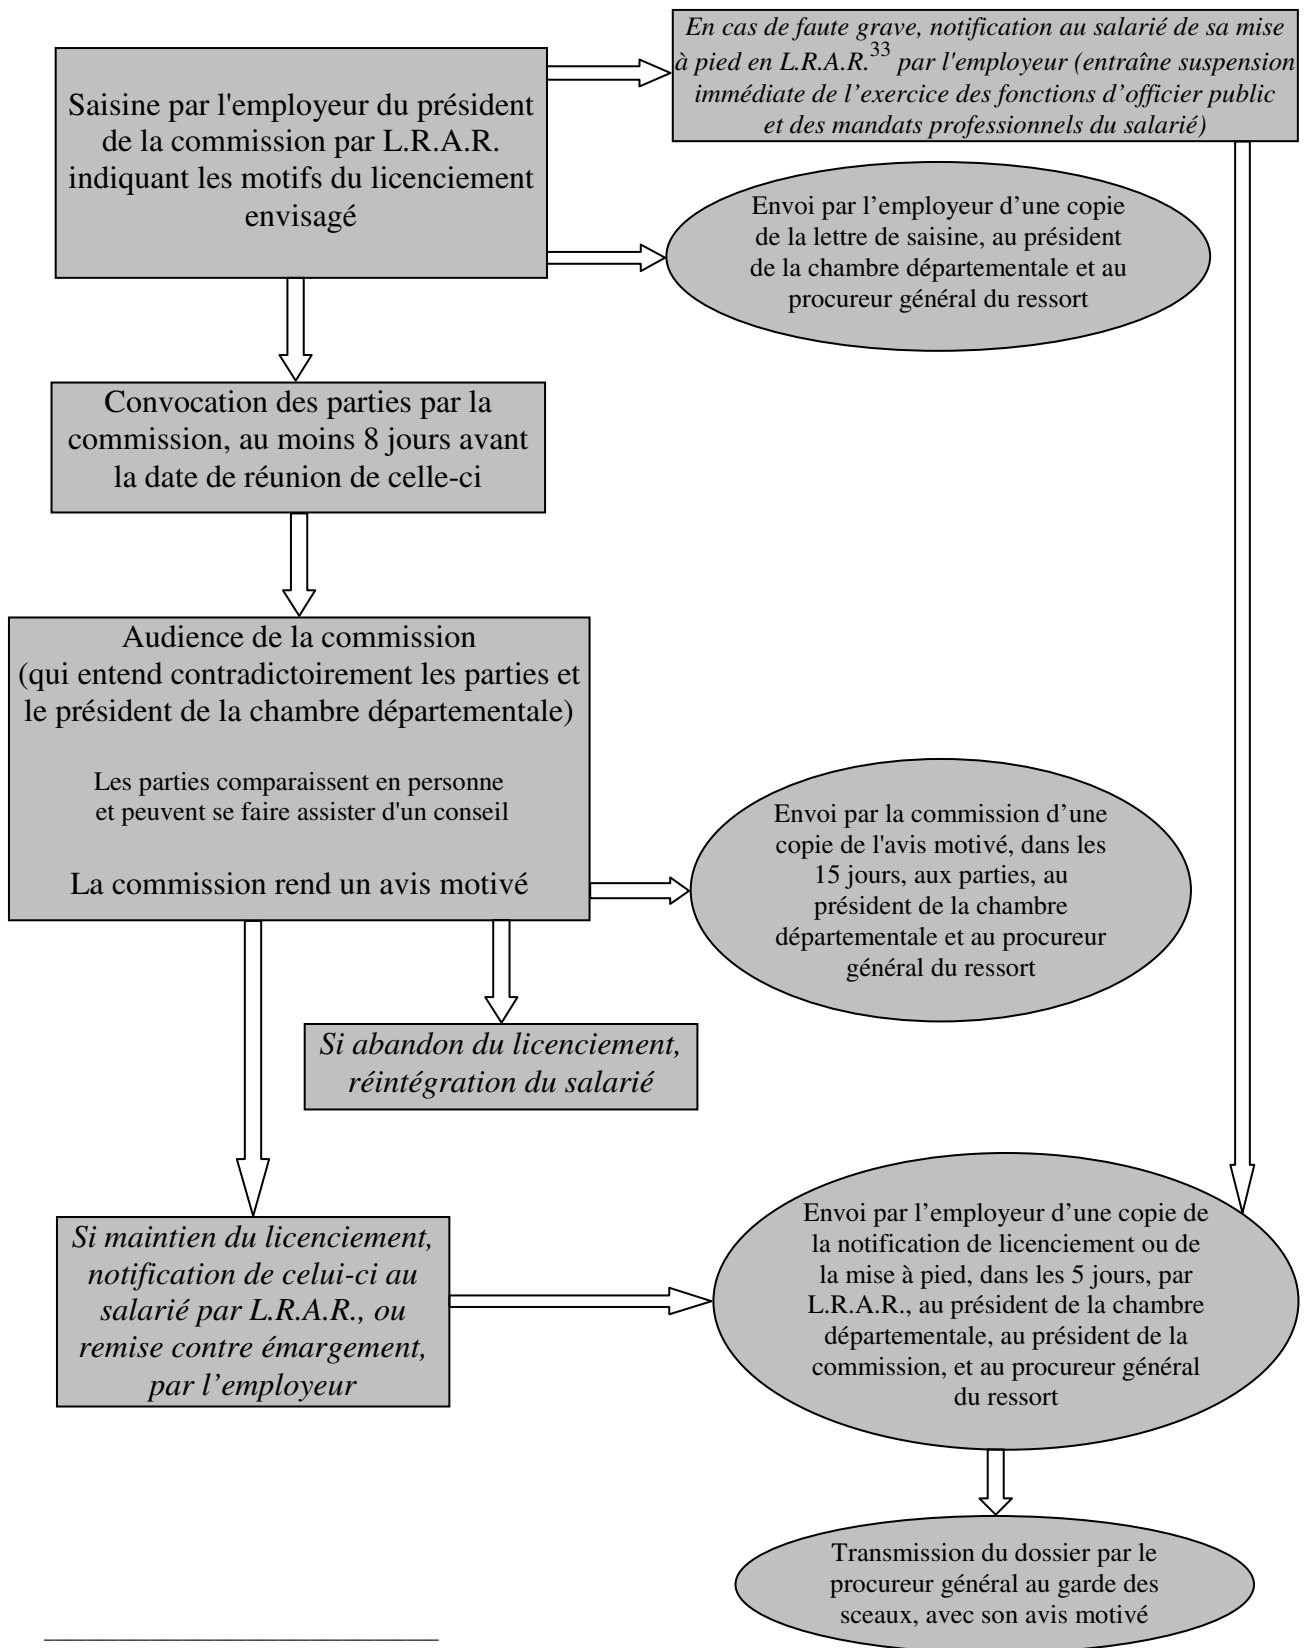 En cas de faute grave, notification au salarié de sa mise
à pied en L.R.A.R.33 par l'employeur (entraîne suspension
immédiate de l’exercice des fonctions d’officier public
et des mandats professionnels du salarié)
Saisine par l'employeur du président
de la commission par L.R.A.R.
indiquant les motifs du licenciement
envisagé
Envoi par l’employeur d’une copie
de la lettre de saisine, au président
de la chambre départementale et au
procureur général du ressort
Convocation des parties par la
commission, au moins 8 jours avant
la date de réunion de celle-ci
Audience de la commission
(qui entend contradictoirement les parties et
le président de la chambre départementale)
Les parties comparaissent en personne
et peuvent se faire assister d'un conseil
La commission rend un avis motivé
Envoi par la commission d’une
copie de l'avis motivé, dans les
15 jours, aux parties, au
président de la chambre
départementale et au procureur
général du ressort
Si abandon du licenciement,
réintégration du salarié
Si maintien du licenciement,
notification de celui-ci au
salarié par L.R.A.R., ou
remise contre émargement,
par l’employeur
Envoi par l’employeur d’une copie de
la notification de licenciement ou de
la mise à pied, dans les 5 jours, par
L.R.A.R., au président de la chambre
départementale, au président de la
commission, et au procureur général
du ressort
Transmission du dossier par le
procureur général au garde des
sceaux, avec son avis motivé